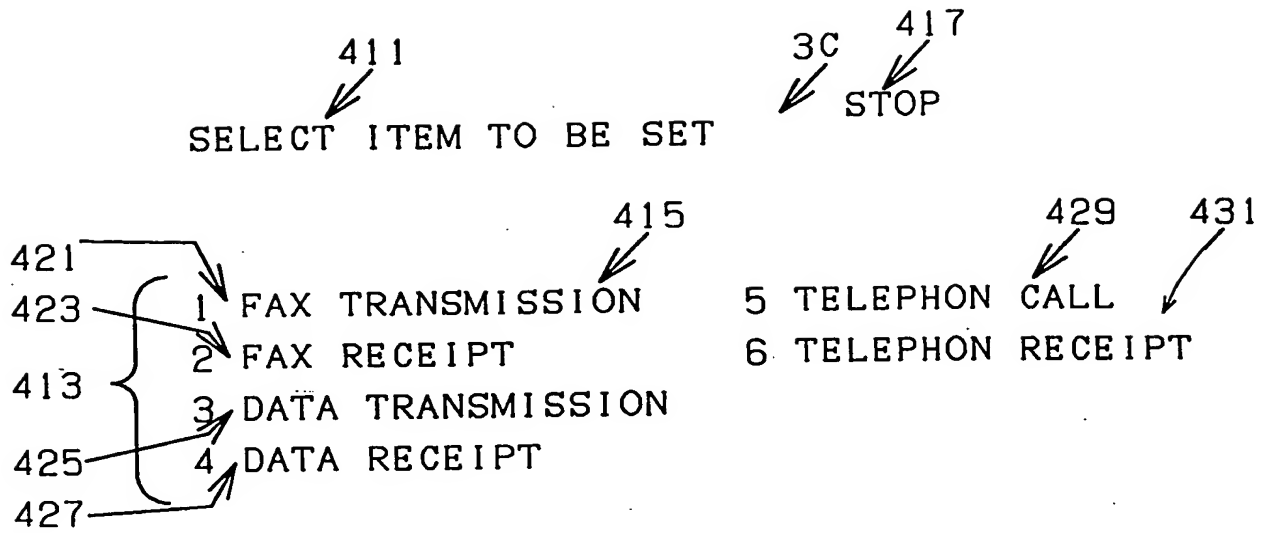 411 3C 417
SELECT ITEM TO BE SET STOP
415 429 431
421
1 FAX TRANSMISSION 5 TELEPHON CALL
423
2 FAX RECEIPT 6 TELEPHON RECEIPT
413
3 DATA TRANSMISSION
425
4 DATA RECEIPT
427